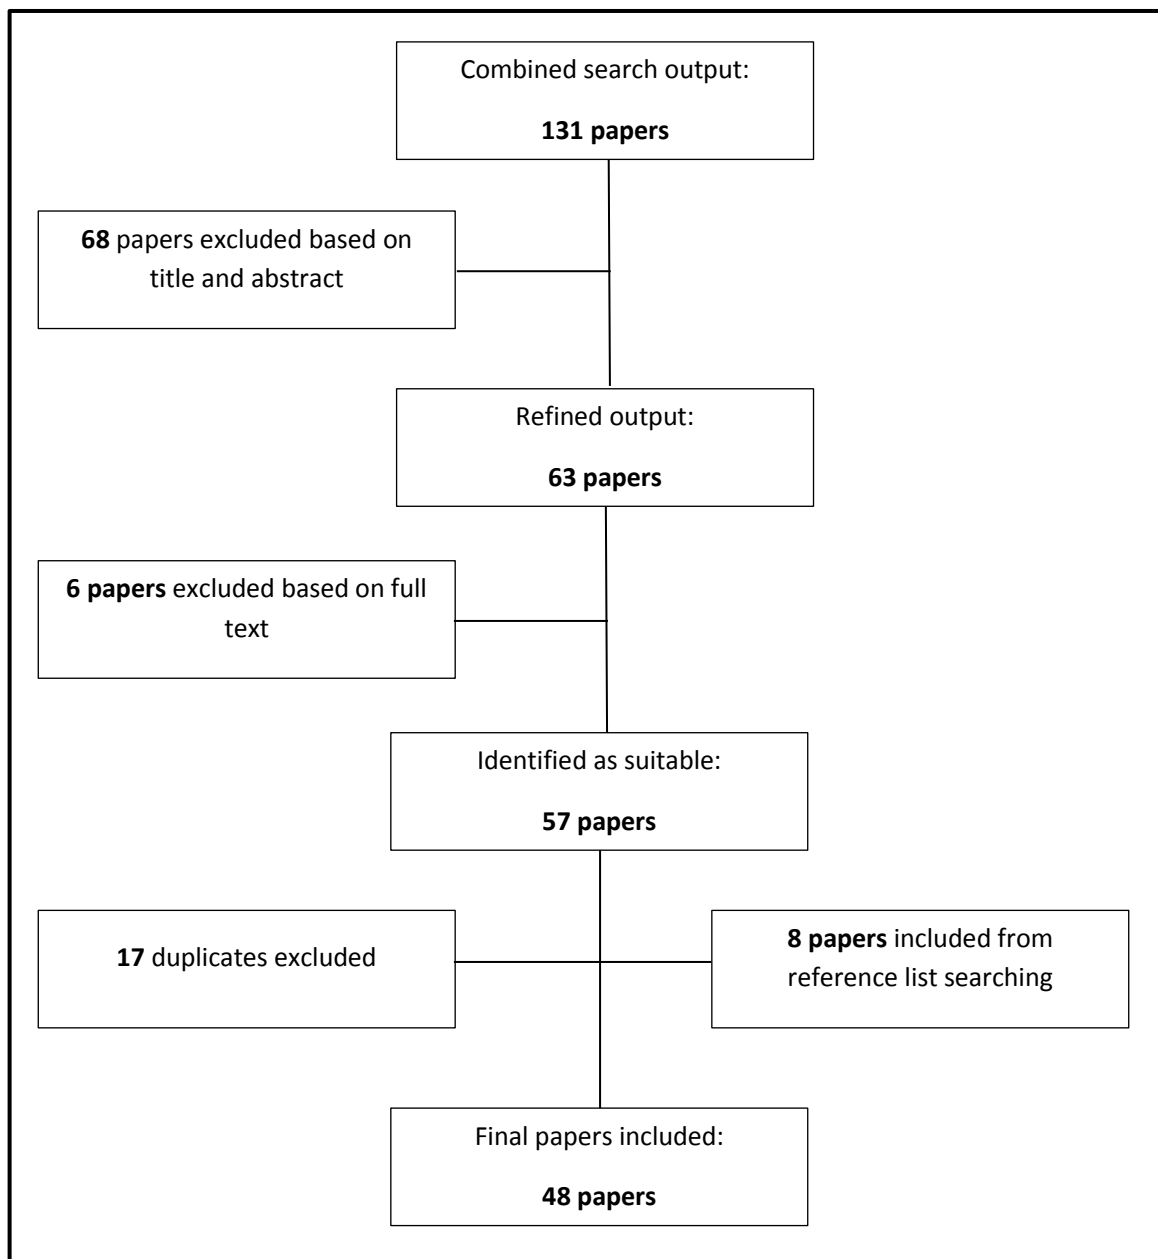 Combined search output:
131 papers
68 papers excluded based on
title and abstract
Refined output:
63 papers
6 papers excluded based on full
text
Identified as suitable:
57 papers
17 duplicates excluded
8 papers included from
reference list searching
Final papers included:
48 papers